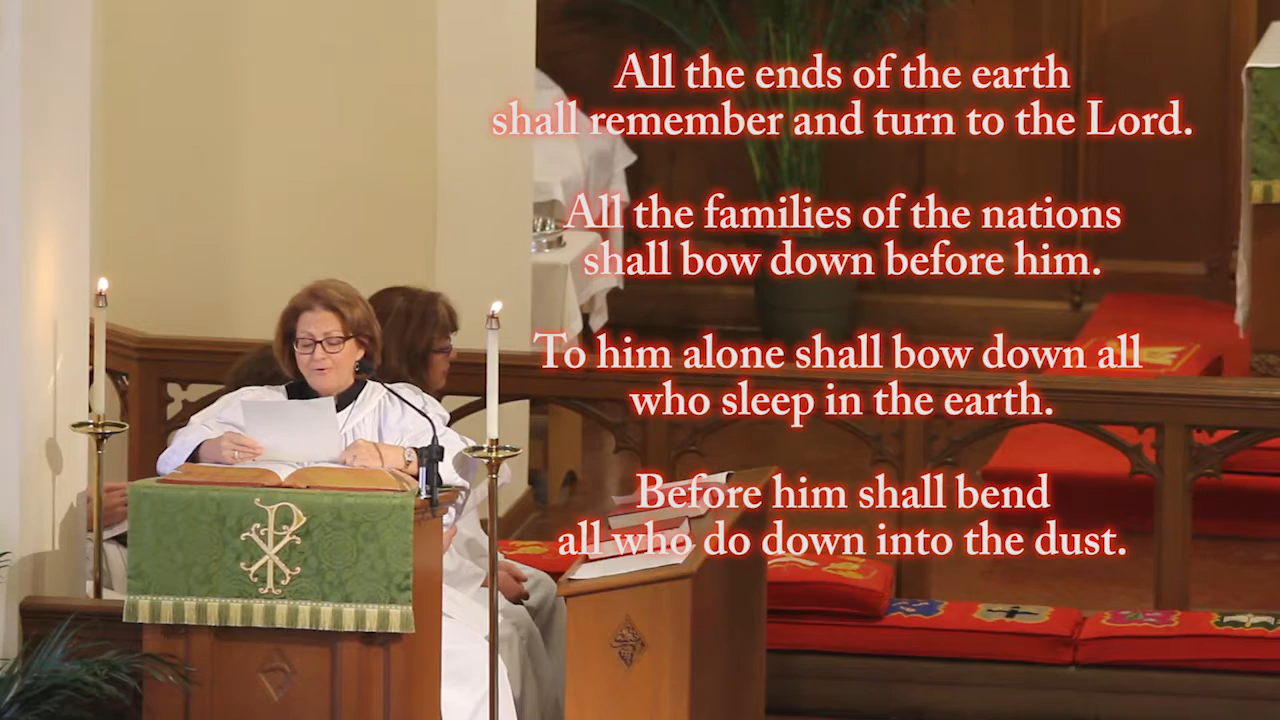 All the ends of the earth
shall remember and turn to the Lord.
All the families of the nations
shall bow down before him.
To him alone shall bow down all
who sleep in the earth.
Before him shall bend
all who do down into the dust.